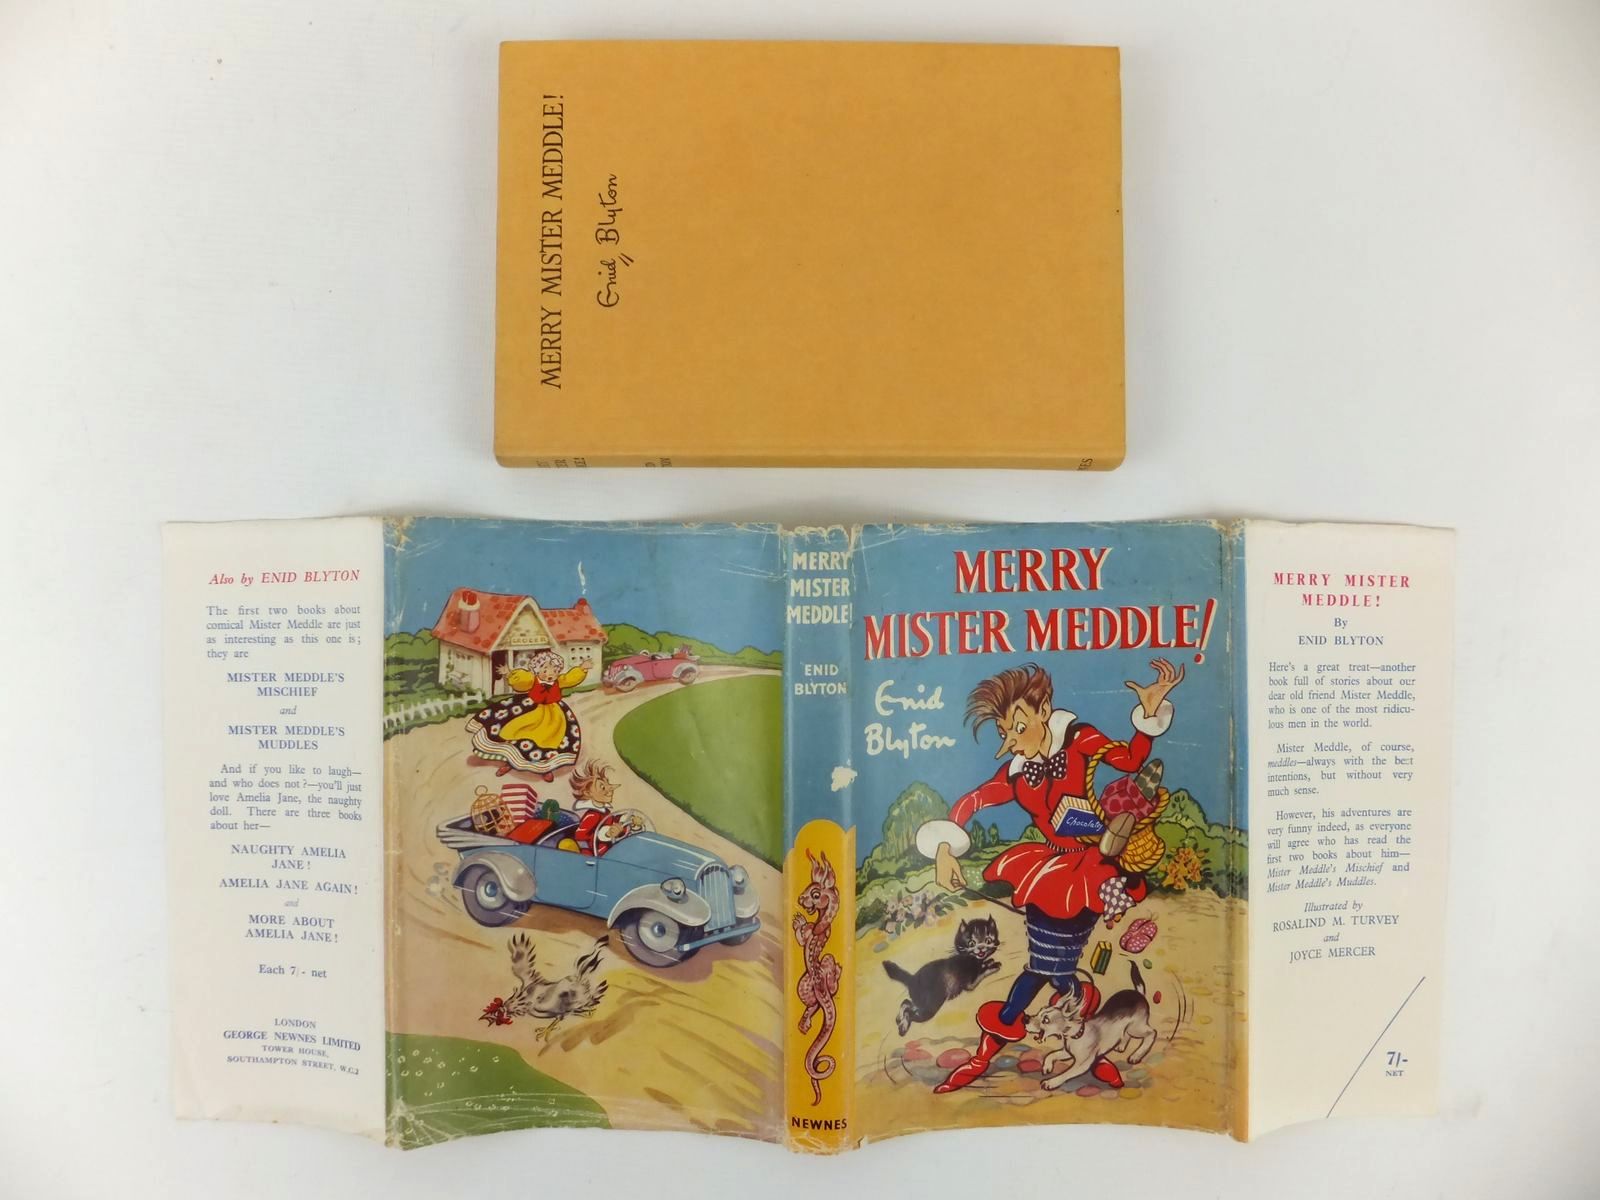 MERRY MISTER MEDDLE!
Enid Blyton
Also by ENID BLYTON
The first two books about
comical Mister Meddle are just
as interesting as this one is;
they are
MISTER MEDDLE'S
MISCHIEF
and
MISTER MEDDLE'S
MUDDLES
And if you like to laugh—
and who does not?—you'll just
love Amelia Jane, the naughty
doll. There are three books
about her—
NAUGHTY AMELIA
JANE!
AMELIA JANE AGAIN!
and
MORE ABOUT
AMELIA JANE!
Each 7/- net
LONDON
GEORGE NEWNES LIMITED
TOWER HOUSE,
SOUTHAMPTON STREET, W.C.2
GROCER
MERRY
MISTER
MEDDLE!
ENID
BLYTON
NEWNES
MERRY
MISTER MEDDLE!
Enid
Blyton
Chocolates
MERRY MISTER
MEDDLE!
By
ENID BLYTON
Here's a great treat—another
book full of stories about our
dear old friend Mister Meddle,
who is one of the most ridicu-
lous men in the world.
Mister Meddle, of course,
meddles—always with the best
intentions, but without very
much sense.
However, his adventures are
very funny indeed, as everyone
will agree who has read the
first two books about him—
Mister Meddle's Mischief and
Mister Meddle's Muddles.
Illustrated by
ROSALIND M. TURVEY
and
JOYCE MERCER
7/-
NET